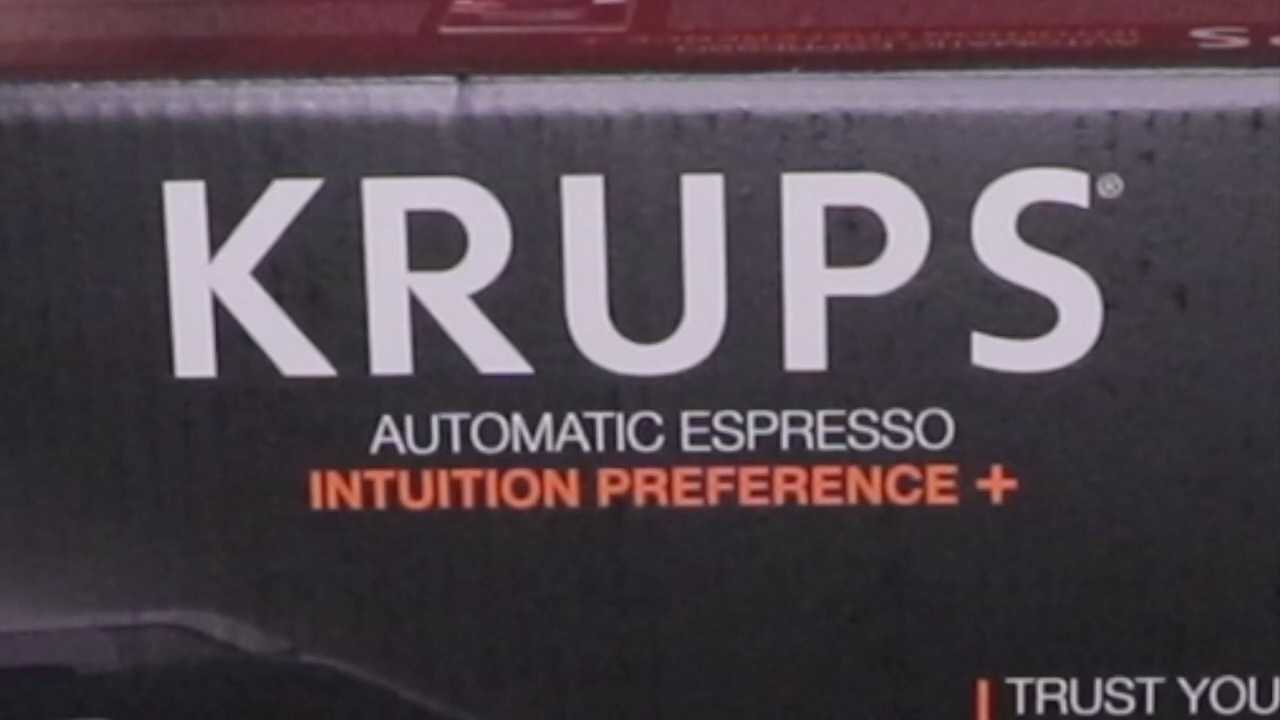 KRUPS®
AUTOMATIC ESPRESSO
INTUITION PREFERENCE +
TRUST YOU